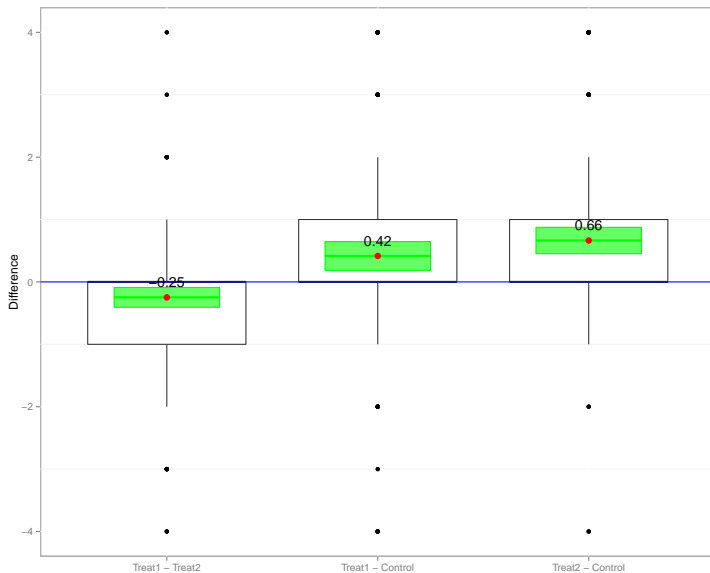 4
2
0
−2
−4
Difference
−0.25
0.42
0.66
Treat1 − Treat2
Treat1 − Control
Treat2 − Control